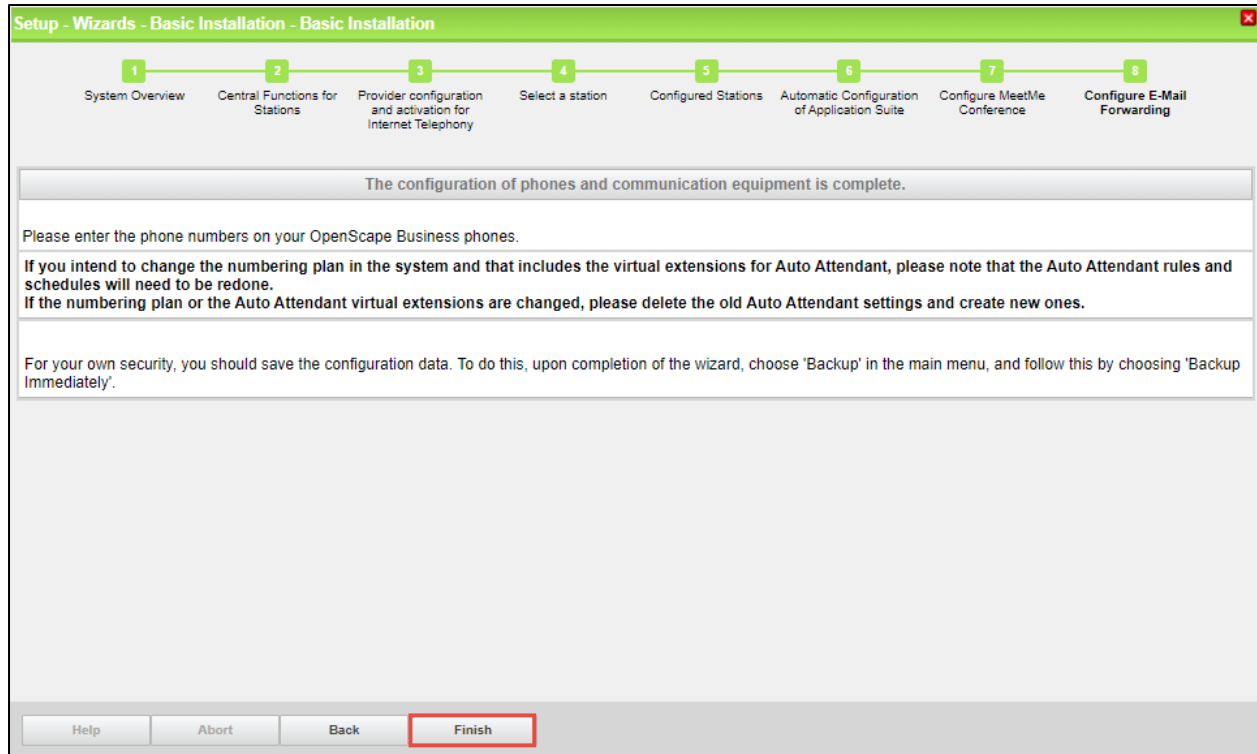 Setup - Wizards - Basic Installation - Basic Installation
1 2 3 4 5 6 7 8
System Overview
Central Functions for
Stations
Provider configuration
and activation for
Internet Telephony
Select a station
Configured Stations
Automatic Configuration
of Application Suite
Configure MeetMe
Conference
Configure E-Mail
Forwarding
The configuration of phones and communication equipment is complete.
Please enter the phone numbers on your OpenScape Business phones.
If you intend to change the numbering plan in the system and that includes the virtual extensions for Auto Attendant, please note that the Auto Attendant rules and
schedules will need to be redone.
If the numbering plan or the Auto Attendant virtual extensions are changed, please delete the old Auto Attendant settings and create new ones.
For your own security, you should save the configuration data. To do this, upon completion of the wizard, choose 'Backup' in the main menu, and follow this by choosing 'Backup
Immediately'.
Help Abort Back Finish